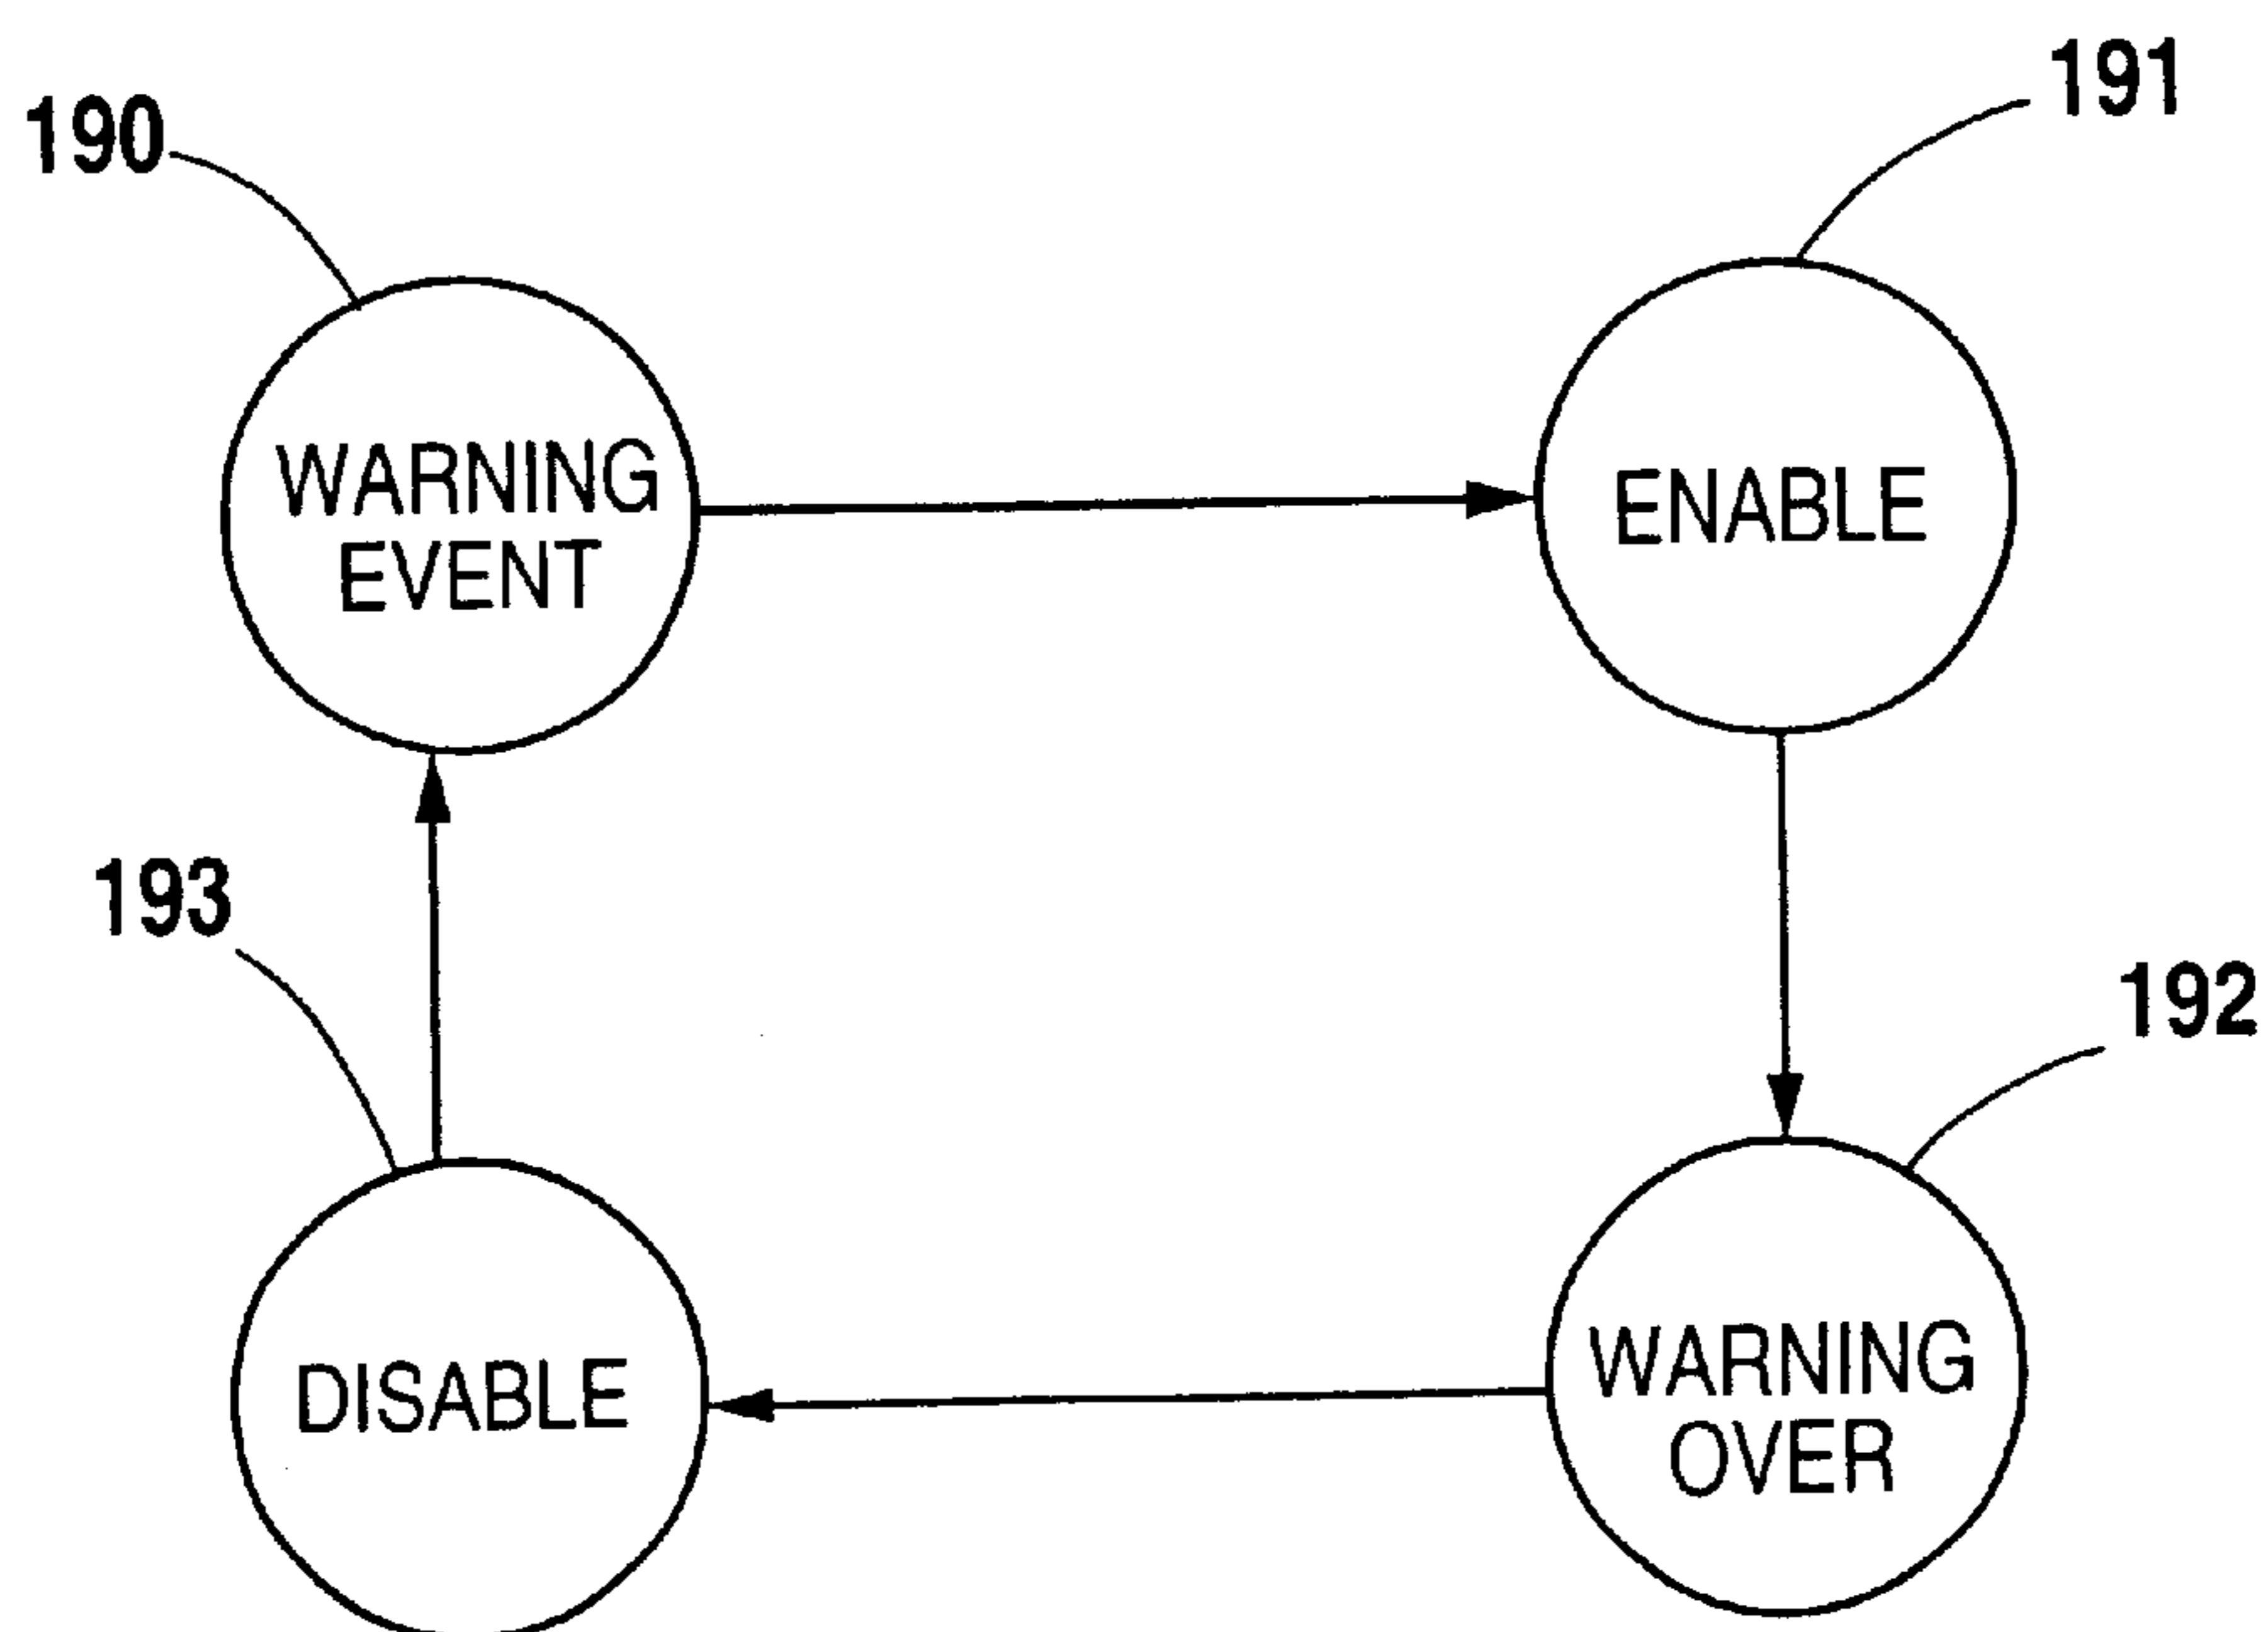 190
191
WARNING
EVENT
ENABLE
193
192
DISABLE
WARNING
OVER